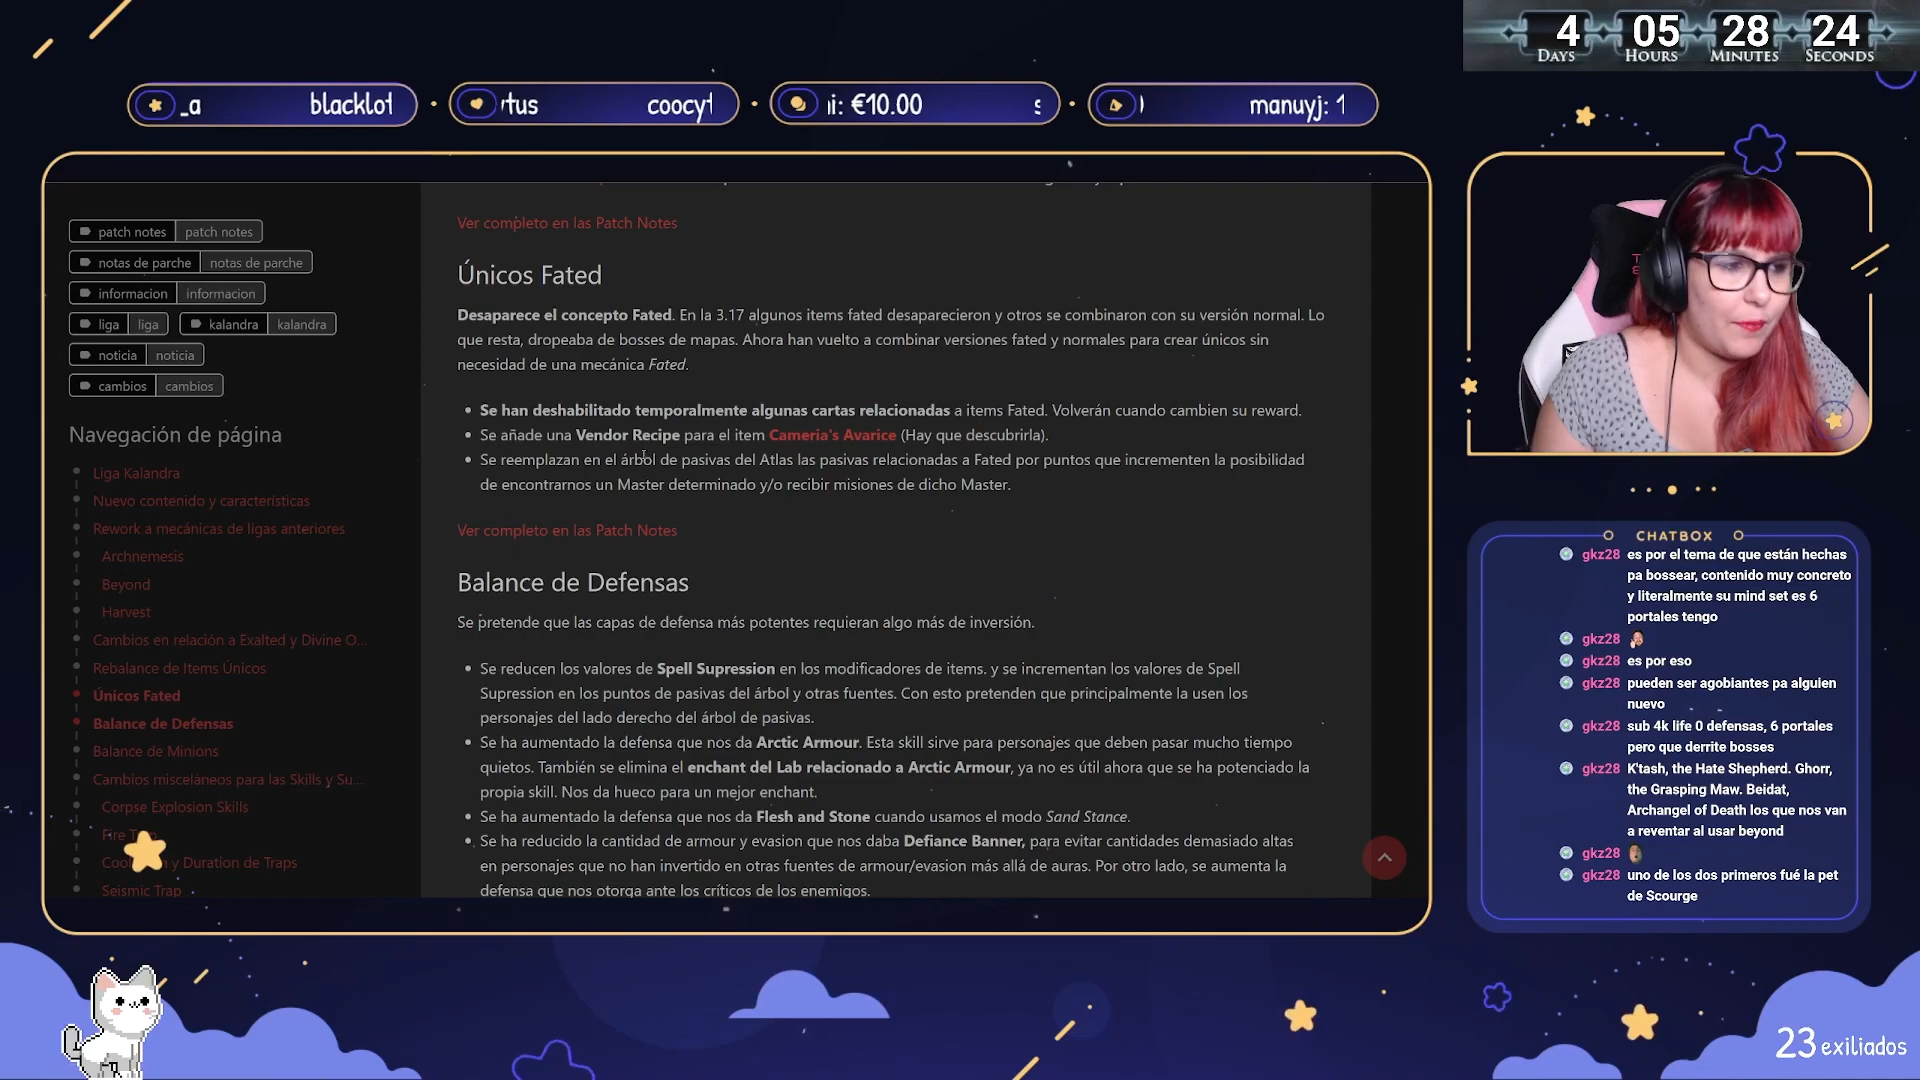 4 05 28 24
DAYS HOURS MINUTES SECONDS
_a blacklot
tus coocyt
i: €10.00 s
manuyj: 1
patch notes patch notes
notas de parche notas de parche
informacion informacion
liga liga kalandra kalandra
noticia noticia
cambios cambios
Navegación de página
Liga Kalandra
Nuevo contenido y características
Rework a mecánicas de ligas anteriores
Archnemesis
Beyond
Harvest
Cambios en relación a Exalted y Divine O...
Rebalance de Items Únicos
Únicos Fated
Balance de Defensas
Balance de Minions
Cambios misceláneos para las Skills y Su...
Corpse Explosion Skills
Fire Trap
y Duration de Traps
Seismic Trap
Ver completo en las Patch Notes
Únicos Fated
Desaparece el concepto Fated. En la 3.17 algunos items fated desaparecieron y otros se combinaron con su versión normal. Lo
que resta, dropeaba de bosses de mapas. Ahora han vuelto a combinar versiones fated y normales para crear únicos sin
necesidad de una mecánica Fated.
Se han deshabilitado temporalmente algunas cartas relacionadas a items Fated. Volverán cuando cambien su reward.
Se añade una Vendor Recipe para el item Cameria's Avarice (Hay que descubrirla).
Se reemplazan en el árbol de pasivas del Atlas las pasivas relacionadas a Fated por puntos que incrementen la posibilidad
de encontrarnos un Master determinado y/o recibir misiones de dicho Master.
Ver completo en las Patch Notes
Balance de Defensas
Se pretende que las capas de defensa más potentes requieran algo más de inversión.
Se reducen los valores de Spell Supression en los modificadores de items. y se incrementan los valores de Spell
Supression en los puntos de pasivas del árbol y otras fuentes. Con esto pretenden que principalmente la usen los
personajes del lado derecho del árbol de pasivas.
Se ha aumentado la defensa que nos da Arctic Armour. Esta skill sirve para personajes que deben pasar mucho tiempo
quietos. También se elimina el enchant del Lab relacionado a Arctic Armour, ya no es útil ahora que se ha potenciado la
propia skill. Nos da hueco para un mejor enchant.
Se ha aumentado la defensa que nos da Flesh and Stone cuando usamos el modo Sand Stance.
Se ha reducido la cantidad de armour y evasion que nos daba Defiance Banner, para evitar cantidades demasiado altas
en personajes que no han invertido en otras fuentes de armour/evasion más allá de auras. Por otro lado, se aumenta la
defensa que nos otorga ante los críticos de los enemigos.
CHATBOX
gkz28 es por el tema de que están hechas
pa bossear, contenido muy concreto
y literalmente su mind set es 6
portales tengo
gkz28
gkz28 es por eso
gkz28 pueden ser agobiantes pa alguien
nuevo
gkz28 sub 4k life 0 defensas, 6 portales
pero que derrite bosses
gkz28 K'tash, the Hate Shepherd. Ghorr,
the Grasping Maw. Beidat,
Archangel of Death los que nos van
a reventar al usar beyond
gkz28
gkz28 uno de los dos primeros fué la pet
de Scourge
23 exiliados